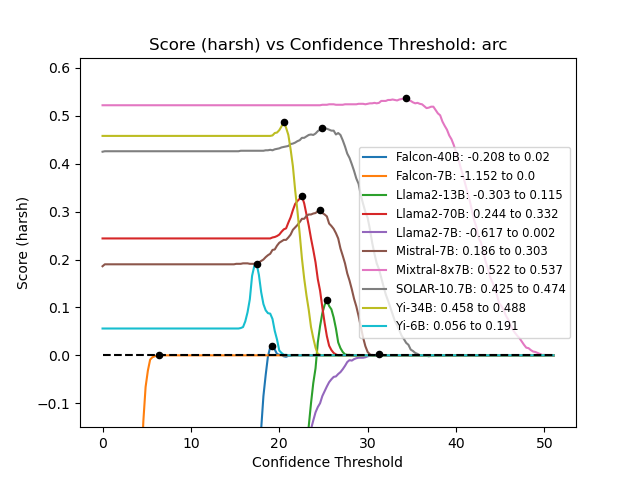 Score (harsh) vs Confidence Threshold: arc
Score (harsh)
0.6
0.5
0.4
0.3
0.2
0.1
0.0
−0.1
Falcon-40B: -0.208 to 0.02
Falcon-7B: -1.152 to 0.0
Llama2-13B: -0.303 to 0.115
Llama2-70B: 0.244 to 0.332
Llama2-7B: -0.617 to 0.002
Mistral-7B: 0.186 to 0.303
Mixtral-8x7B: 0.522 to 0.537
SOLAR-10.7B: 0.425 to 0.474
Yi-34B: 0.458 to 0.488
Yi-6B: 0.056 to 0.191
0 10 20 30 40 50
Confidence Threshold